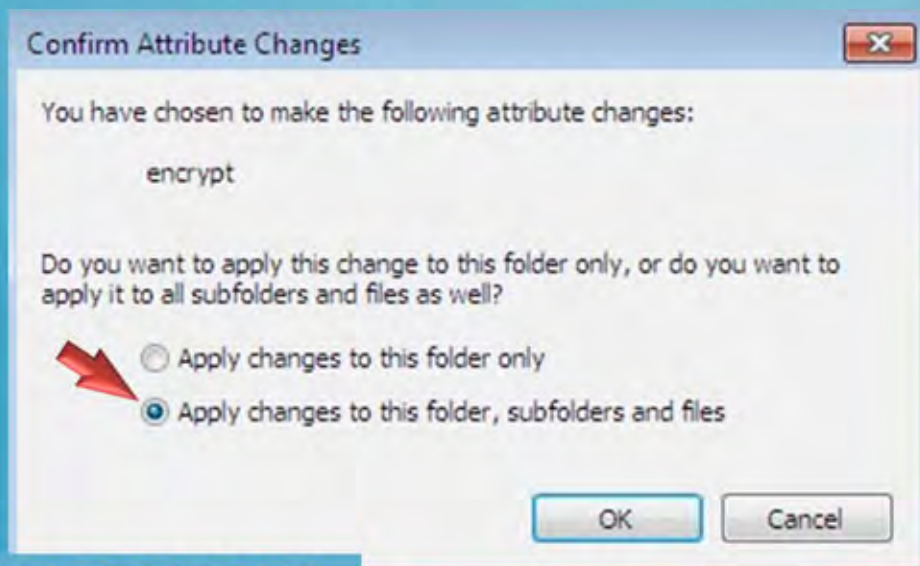 Confirm Attribute Changes
You have chosen to make the following attribute changes:
encrypt
Do you want to apply this change to this folder only, or do you want to
apply it to all subfolders and files as well?
Apply changes to this folder only
Apply changes to this folder, subfolders and files
OK
Cancel